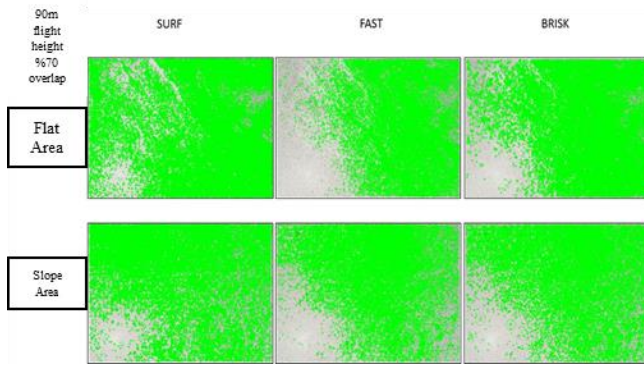 90m
flight
height
%70
overlap
SURF FAST BRISK
Flat
Area
Slope
Area